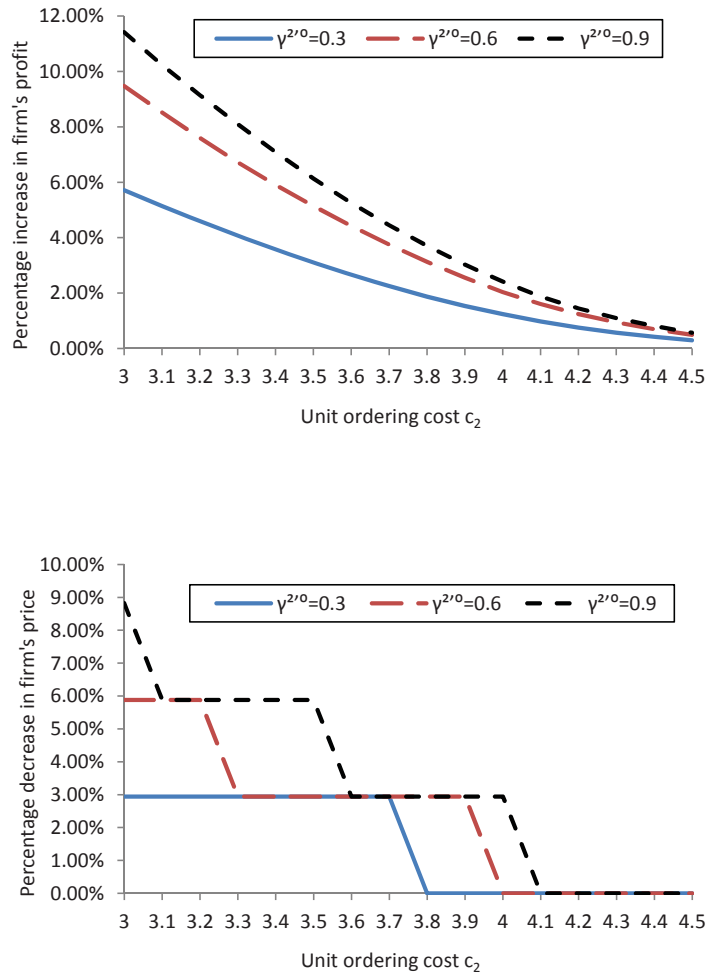 12.00%
10.00%
8.00%
6.00%
4.00%
2.00%
0.00%
Percentage increase in firm's profit
γ²'⁰=0.3 γ²'⁰=0.6 γ²'⁰=0.9
3 3.1 3.2 3.3 3.4 3.5 3.6 3.7 3.8 3.9 4 4.1 4.2 4.3 4.4 4.5
Unit ordering cost c₂
10.00%
9.00%
8.00%
7.00%
6.00%
5.00%
4.00%
3.00%
2.00%
1.00%
0.00%
Percentage decrease in firm's price
γ²'⁰=0.3 γ²'⁰=0.6 γ²'⁰=0.9
3 3.1 3.2 3.3 3.4 3.5 3.6 3.7 3.8 3.9 4 4.1 4.2 4.3 4.4 4.5
Unit ordering cost c₂